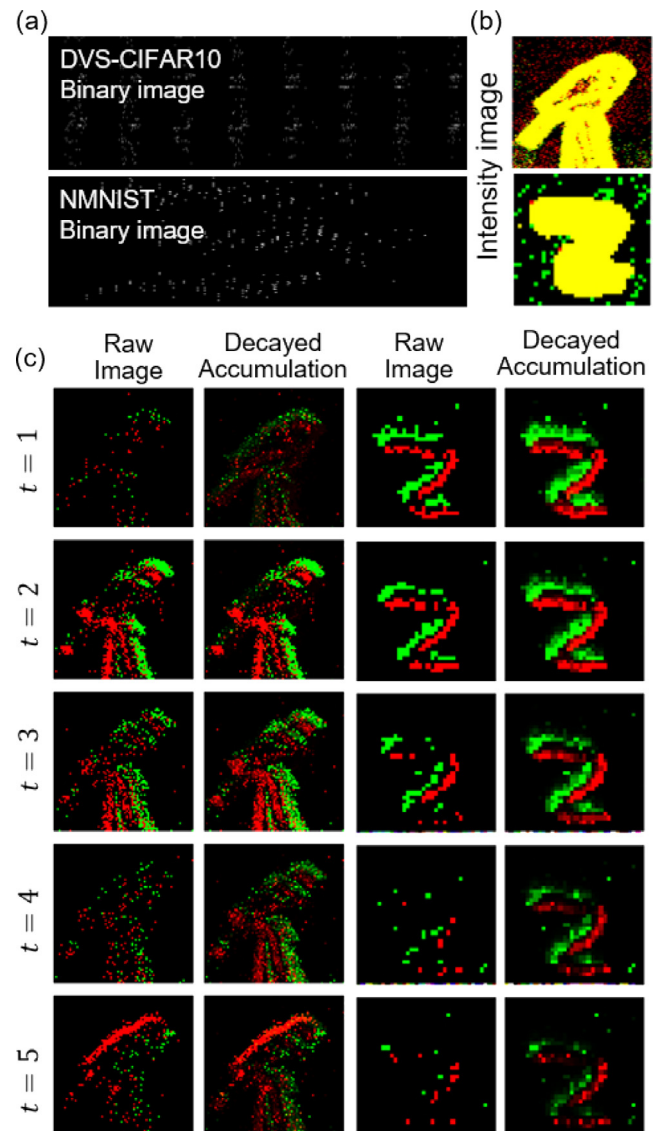 (a)
(b)
DVS-CIFAR10
Binary image
NMNIST
Binary image
Intensity image
(c)
Raw
Image
Decayed
Accumulation
Raw
Image
Decayed
Accumulation
t = 1
t = 2
t = 3
t = 4
t = 5